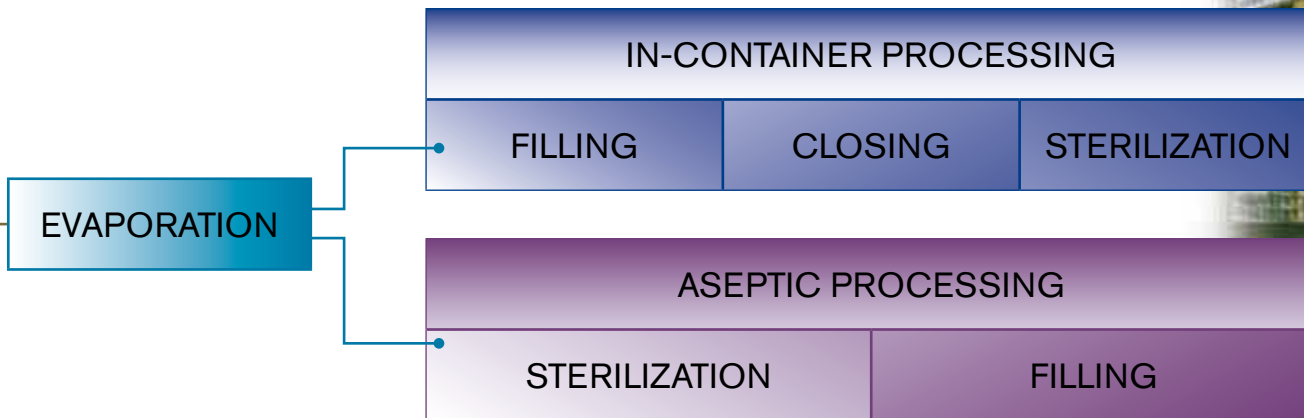 IN-CONTAINER PROCESSING
FILLING CLOSING STERILIZATION
EVAPORATION
ASEPTIC PROCESSING
STERILIZATION FILLING